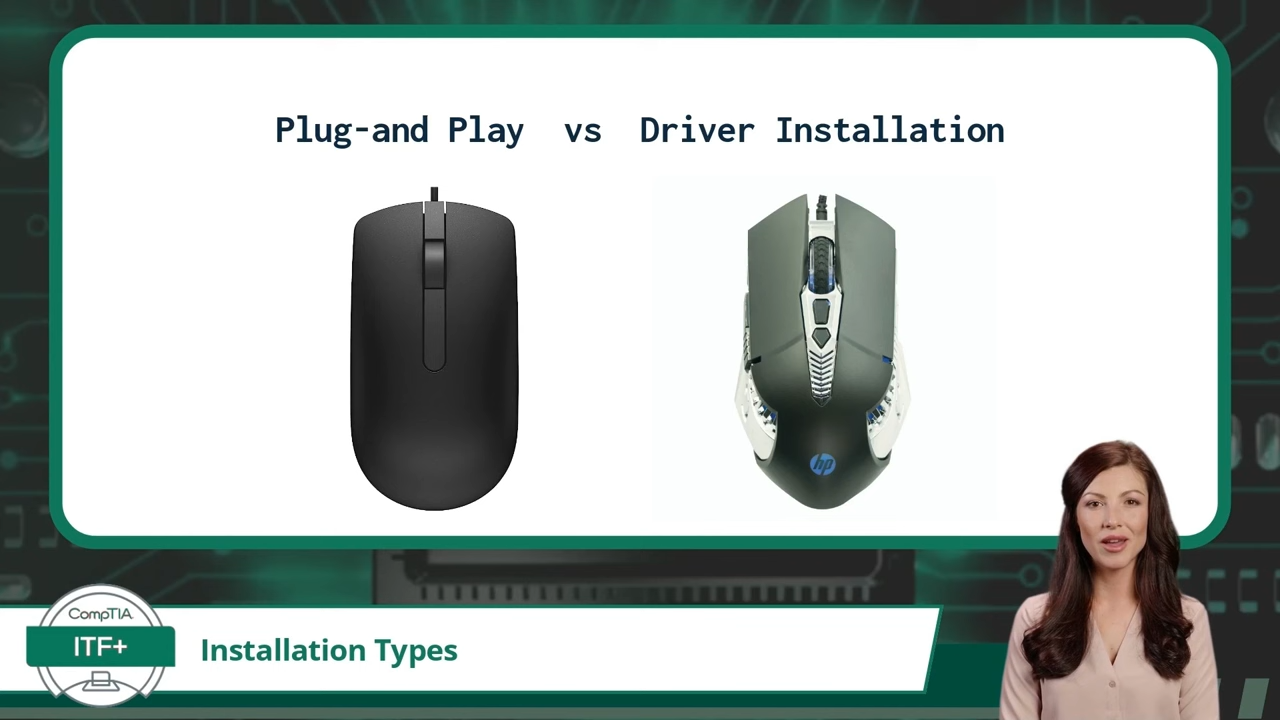 Plug-and Play vs Driver Installation
hp
CompTIA
ITF+
Installation Types